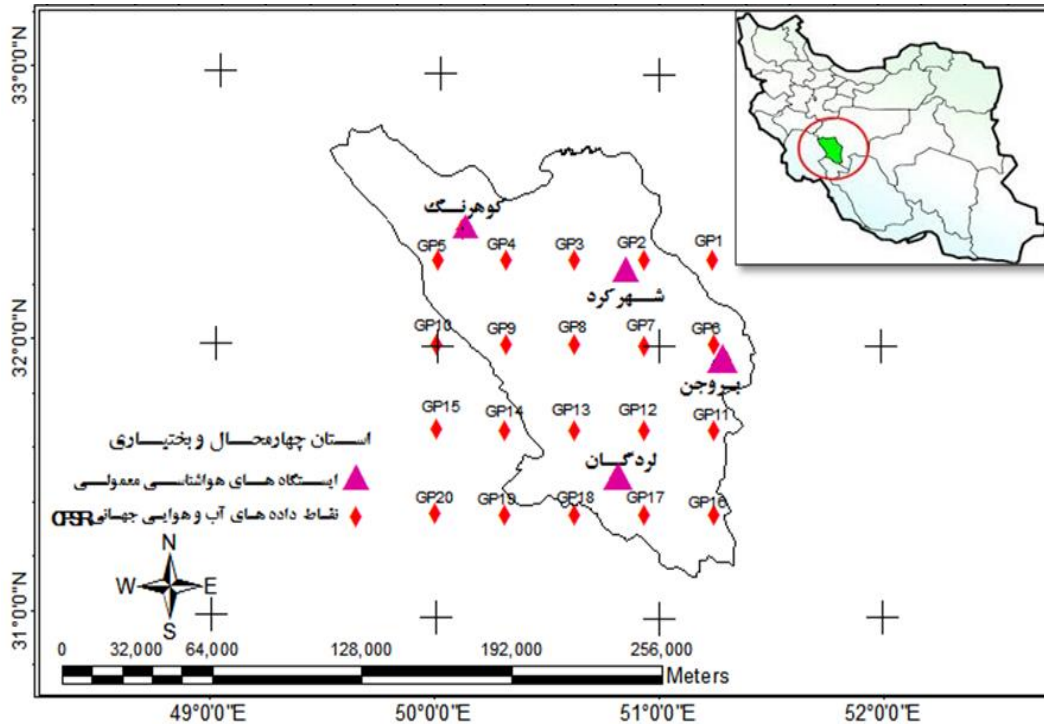 33°0'0"N
32°0'0"N
31°0'0"N
کوهرنگ
GP5 GP4 GP3 GP2 GP1
شهرکرد
GP10 GP9 GP8 GP7 GP6
بروجن
GP15 GP14 GP13 GP12 GP11
لردگان
GP20 GP19 GP18 GP17 GP16
استان چهارمحال و بختیاری
ایستگاه های هواشناسی معمولی
نقاط داده های آب و هوایی جهانی
N
W E
S
0 32,000 64,000 128,000 192,000 256,000
Meters
49°0'0"E 50°0'0"E 51°0'0"E 52°0'0"E